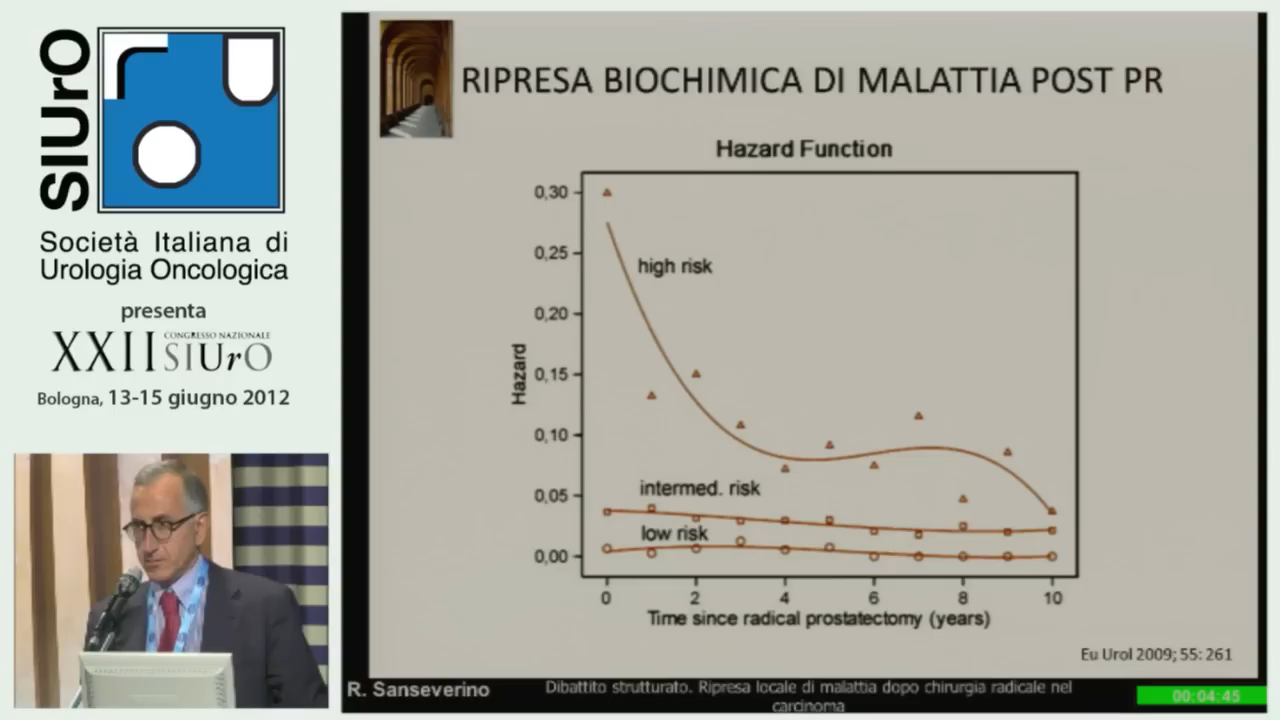 SIUrO
Società Italiana di
Urologia Oncologica
presenta
XXII CONGRESSO NAZIONALE
SIUrO
Bologna, 13-15 giugno 2012
RIPRESA BIOCHIMICA DI MALATTIA POST PR
Hazard Function
0,30
0,25
0,20
0,15
0,10
0,05
0,00
Hazard
high risk
intermed. risk
low risk
0 2 4 6 8 10
Time since radical prostatectomy (years)
Eu Urol 2009; 55: 261
R. Sanseverino
Dibattito strutturato. Ripresa locale di malattia dopo chirurgia radicale nel
carcinoma
00:04:45